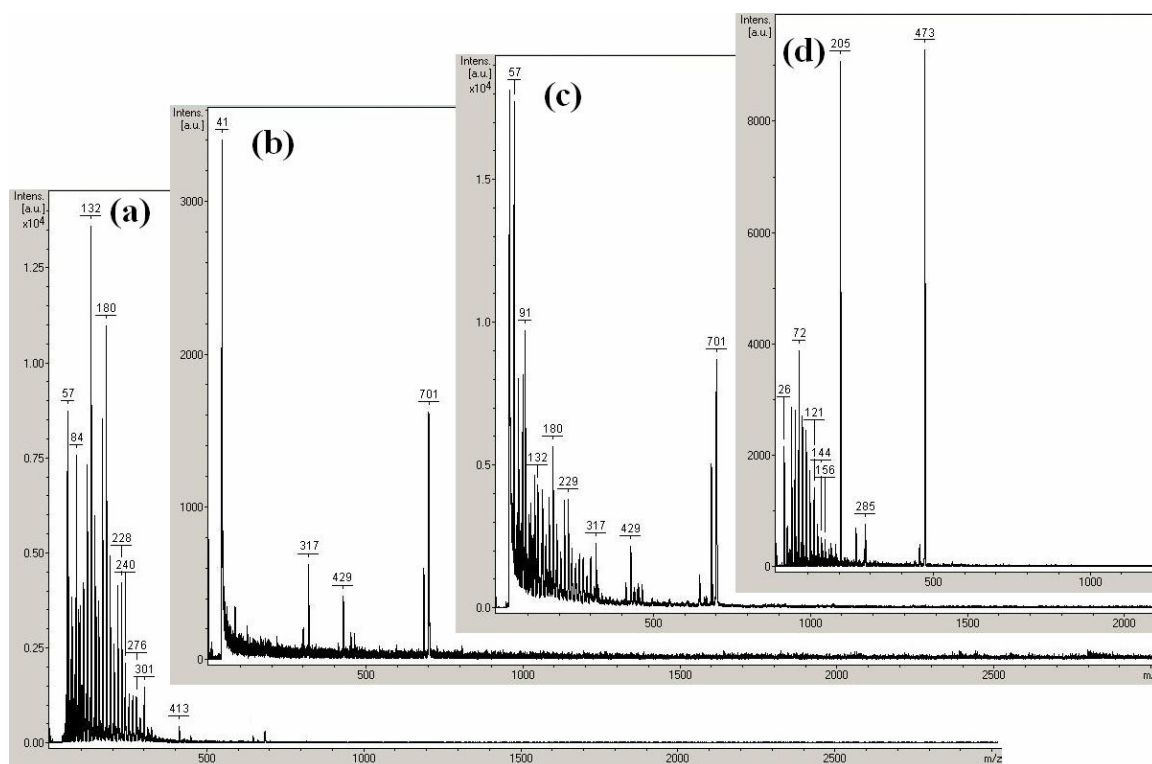 (a)
Intens.
[a.u.]
x10⁴
1.25
1.00
0.75
0.50
0.25
0.00
132
180
57
84
228
240
276
301
413
500 1000 1500 2000 2500 m/z
(b)
Intens.
[a.u.]
3000
2000
1000
0
41
701
317
429
500 1000 1500 2000 2500 m/z
(c)
Intens.
[a.u.]
x10⁴
1.5
1.0
0.5
0.0
57
91
180
132
229
317
429
701
500 1000 1500 2000
(d)
Intens.
[a.u.]
8000
6000
4000
2000
0
205
473
72
26
121
144
156
285
500 1000